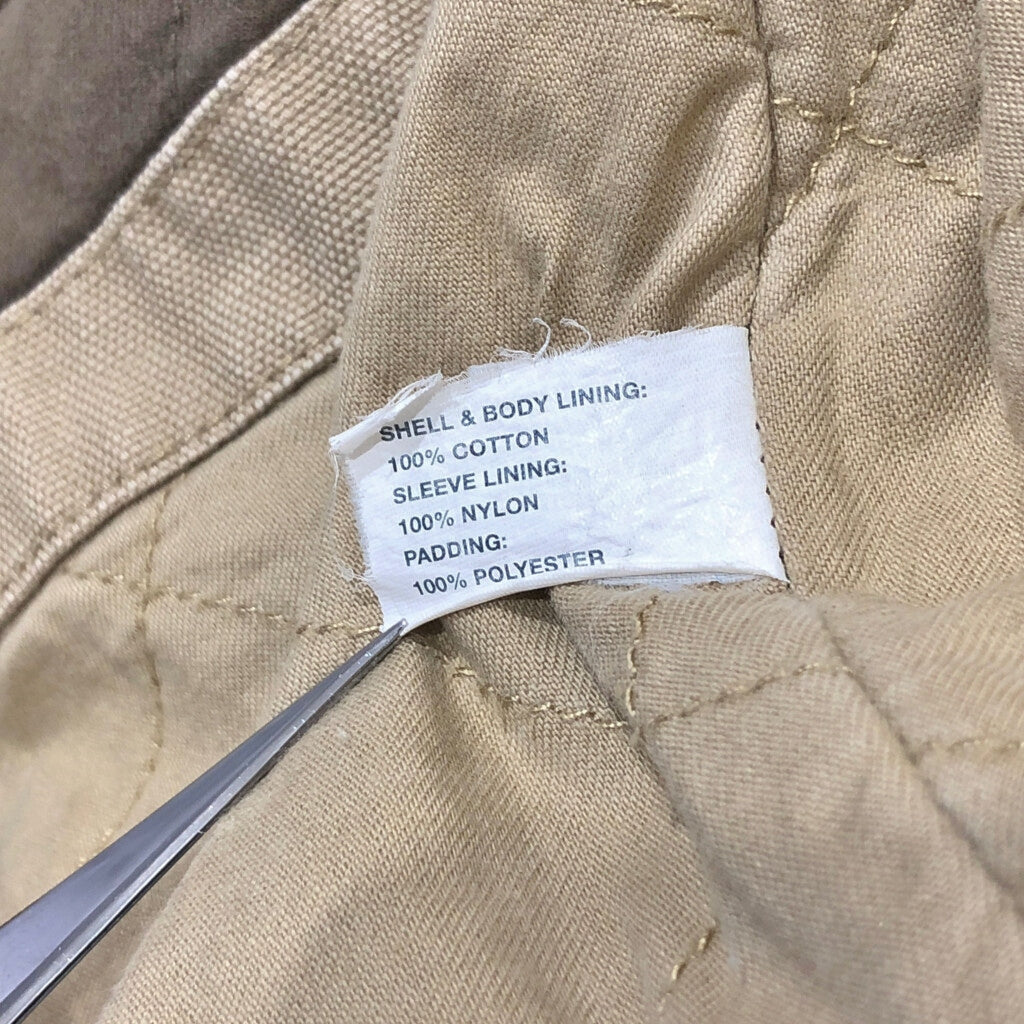 SHELL & BODY LINING:
100% COTTON
SLEEVE LINING:
100% NYLON
PADDING:
100% POLYESTER